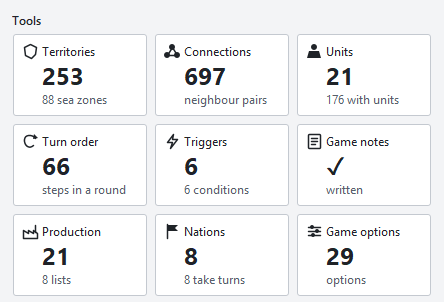 Tools
Territories
253
88 sea zones
Connections
697
neighbour pairs
Units
21
176 with units
Turn order
66
steps in a round
Triggers
6
6 conditions
Game notes
✓
written
Production
21
8 lists
Nations
8
8 take turns
Game options
29
options